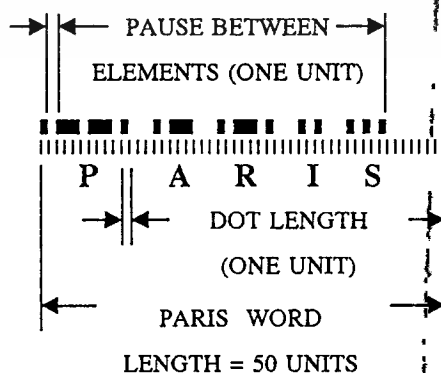 PAUSE BETWEEN
ELEMENTS (ONE UNIT)
P A R I S
DOT LENGTH
(ONE UNIT)
PARIS WORD
LENGTH = 50 UNITS